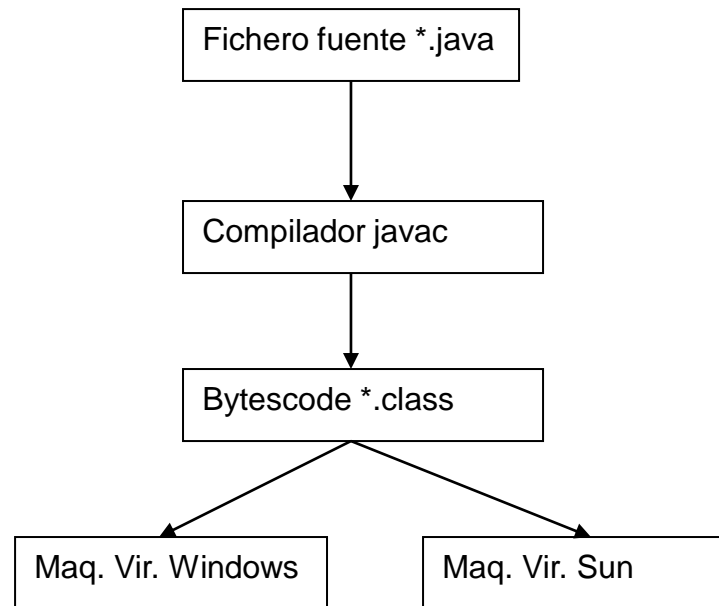 Fichero fuente *.java
Compilador javac
Bytescode *.class
Maq. Vir. Windows
Maq. Vir. Sun